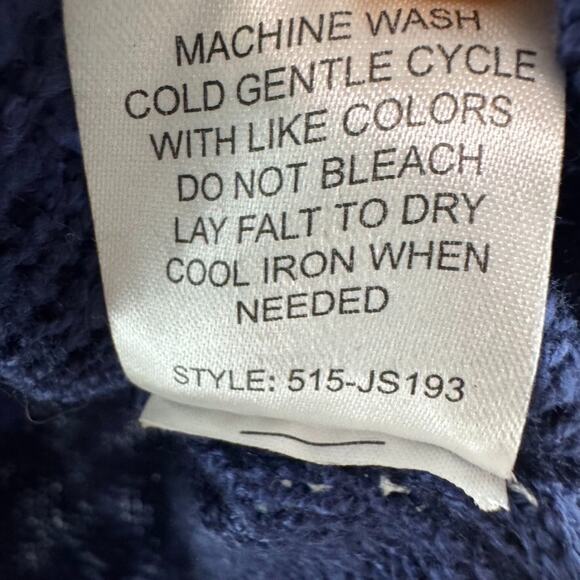 MACHINE WASH
COLD GENTLE CYCLE
WITH LIKE COLORS
DO NOT BLEACH
LAY FALT TO DRY
COOL IRON WHEN
NEEDED
STYLE: 515-JS193